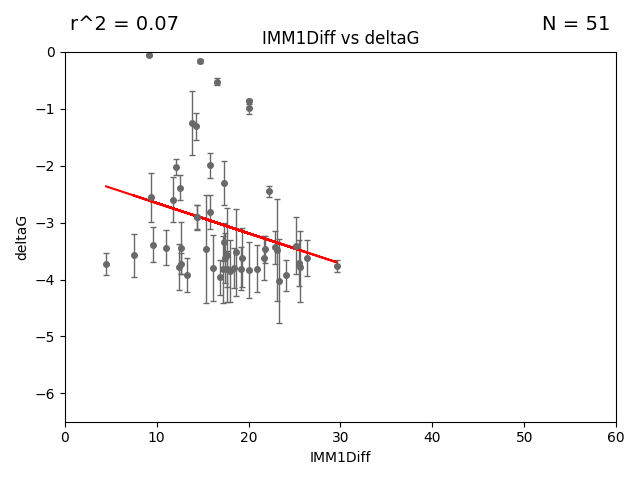 r^2 = 0.07
N = 51
IMM1Diff vs deltaG
deltaG
0
−1
−2
−3
−4
−5
−6
0 10 20 30 40 50 60
IMM1Diff